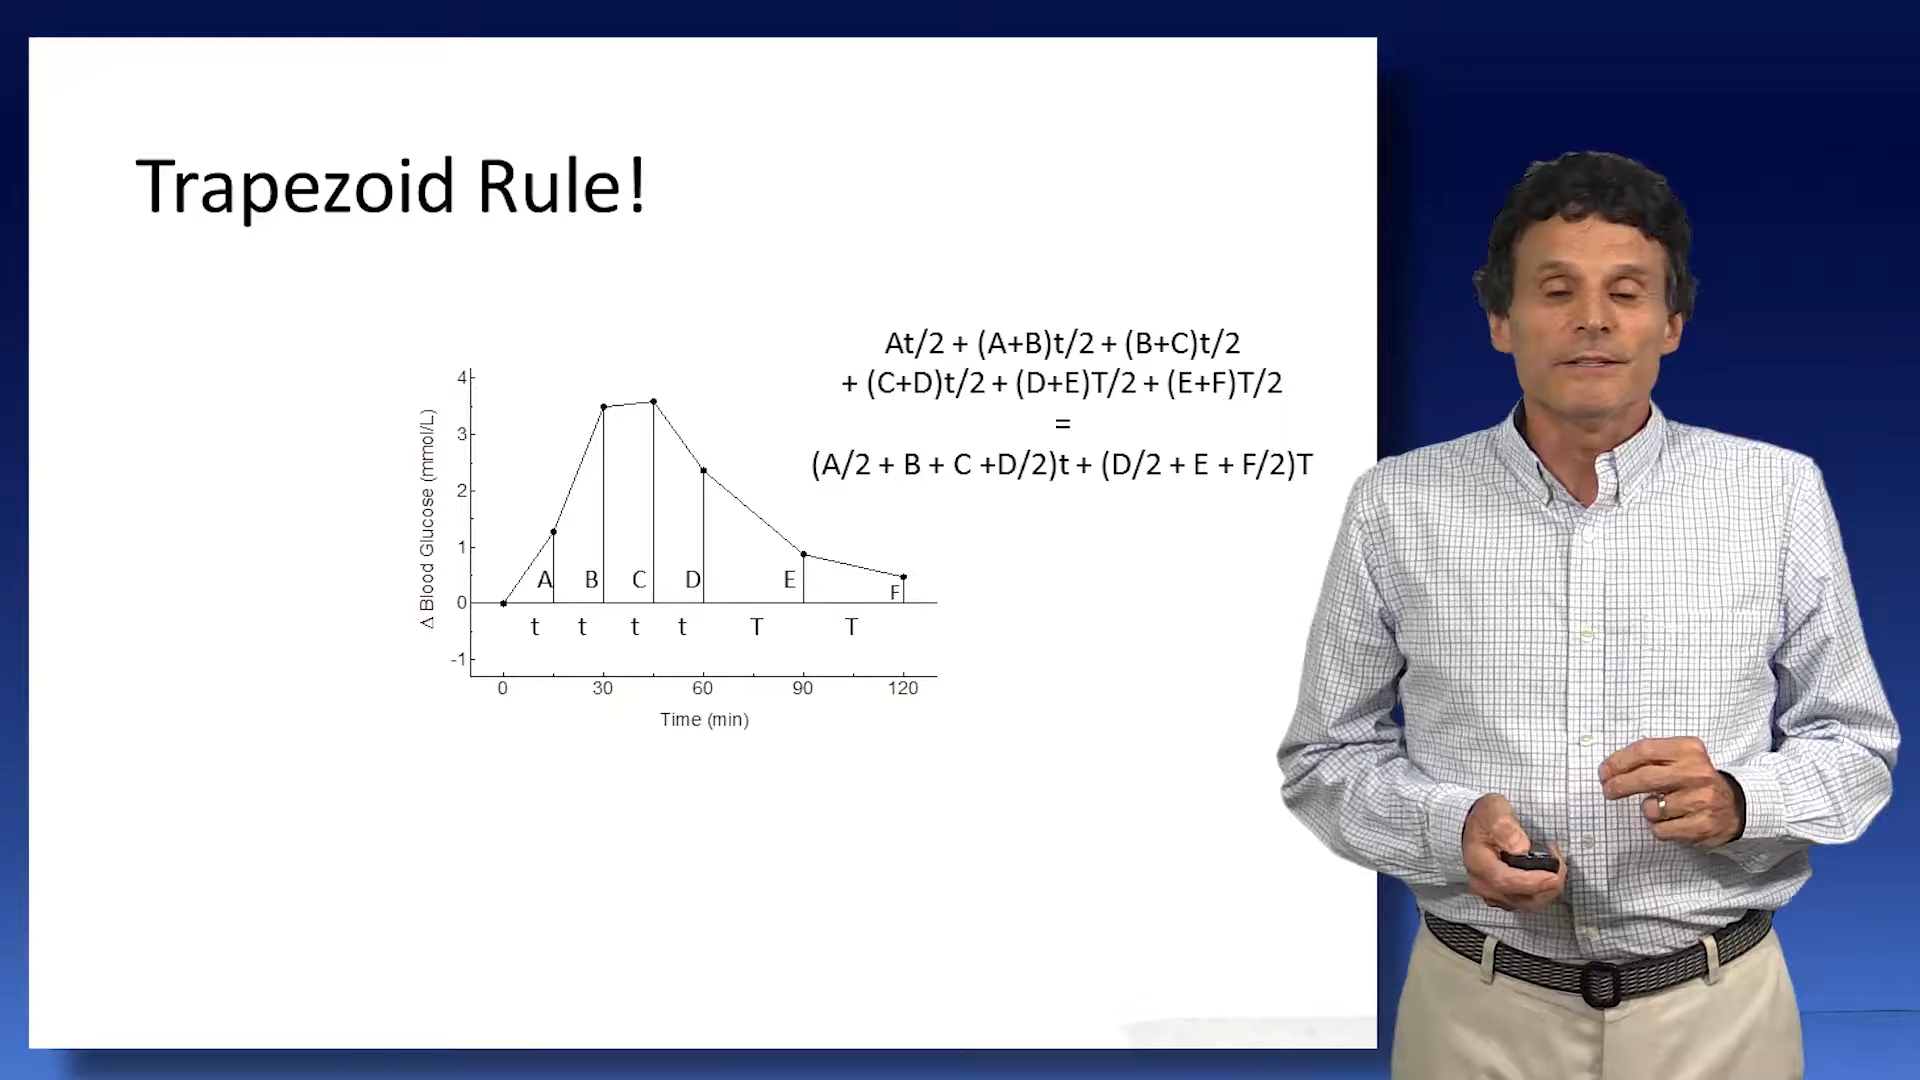 Trapezoid Rule!
At/2 + (A+B)t/2 + (B+C)t/2
+ (C+D)t/2 + (D+E)T/2 + (E+F)T/2
=
(A/2 + B + C +D/2)t + (D/2 + E + F/2)T
Δ Blood Glucose (mmol/L)
4
3
2
1
0
-1
A B C D E F
t t t t T T
0 30 60 90 120
Time (min)